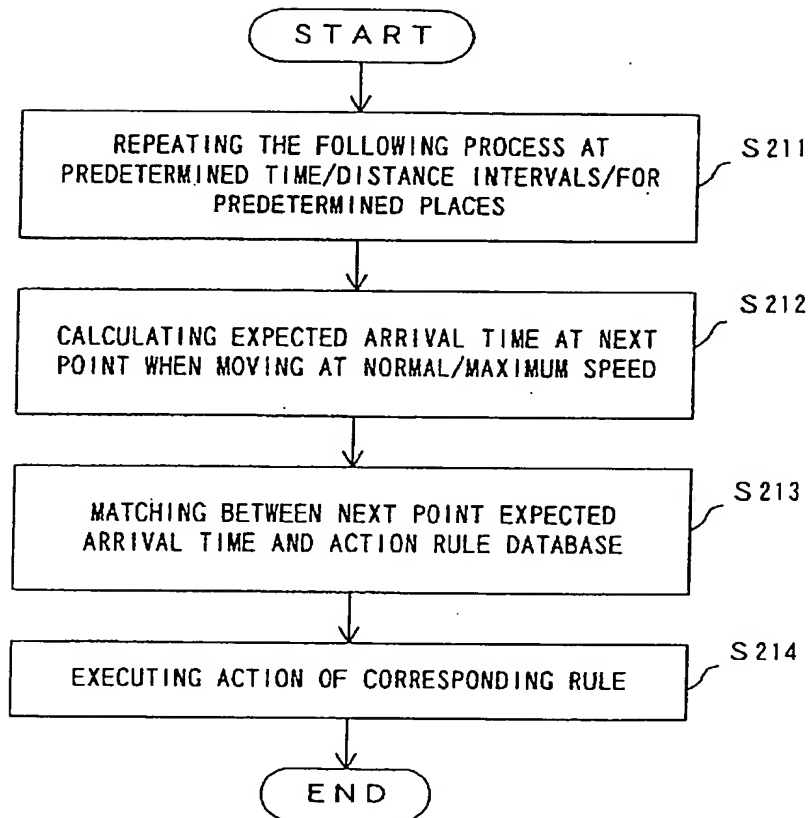 START
REPEATING THE FOLLOWING PROCESS AT
PREDETERMINED TIME/DISTANCE INTERVALS/FOR
PREDETERMINED PLACES
S211
CALCULATING EXPECTED ARRIVAL TIME AT NEXT
POINT WHEN MOVING AT NORMAL/MAXIMUM SPEED
S212
MATCHING BETWEEN NEXT POINT EXPECTED
ARRIVAL TIME AND ACTION RULE DATABASE
S213
EXECUTING ACTION OF CORRESPONDING RULE
S214
END